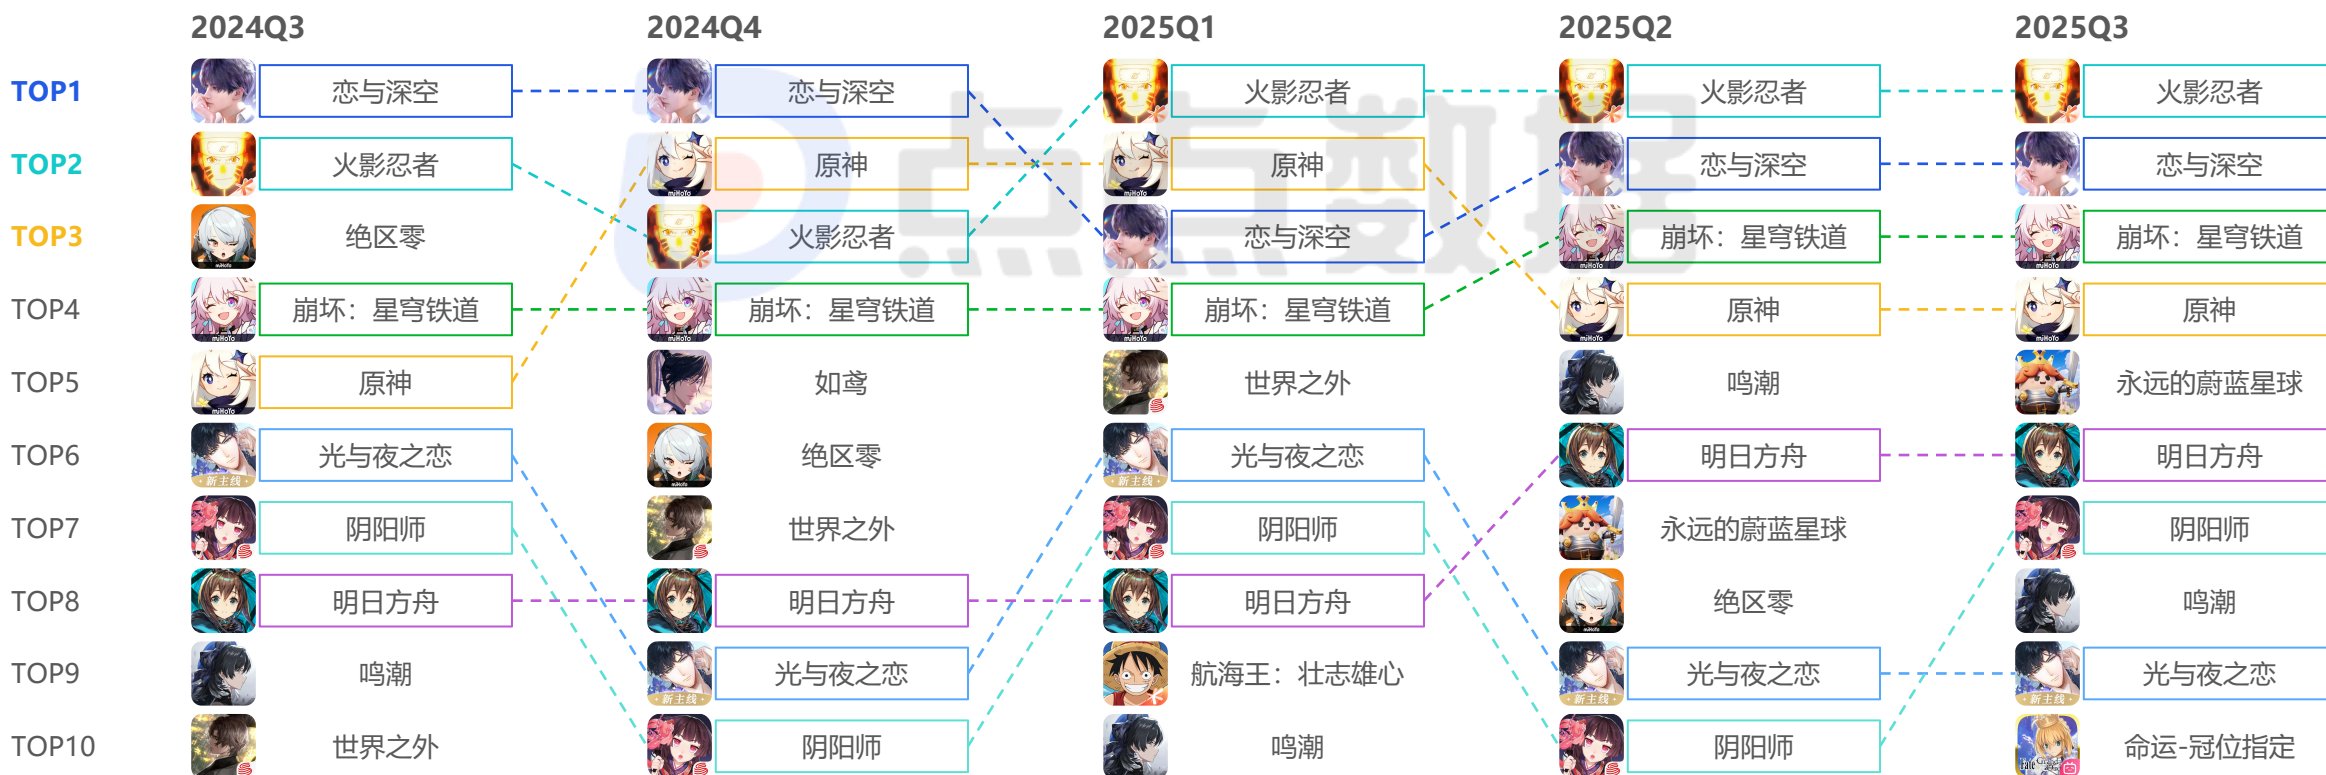 2024Q3 2024Q4 2025Q1 2025Q2 2025Q3
TOP1 恋与深空 恋与深空 火影忍者 火影忍者 火影忍者
TOP2 火影忍者 原神 原神 恋与深空 恋与深空
TOP3 绝区零 火影忍者 恋与深空 崩坏：星穹铁道 崩坏：星穹铁道
TOP4 崩坏：星穹铁道 崩坏：星穹铁道 崩坏：星穹铁道 原神 原神
TOP5 原神 如鸢 世界之外 鸣潮 永远的蔚蓝星球
TOP6 光与夜之恋 绝区零 光与夜之恋 明日方舟 明日方舟
TOP7 阴阳师 世界之外 阴阳师 永远的蔚蓝星球 阴阳师
TOP8 明日方舟 明日方舟 明日方舟 绝区零 鸣潮
TOP9 鸣潮 光与夜之恋 航海王：壮志雄心 光与夜之恋 光与夜之恋
TOP10 世界之外 阴阳师 鸣潮 阴阳师 命运-冠位指定
点点数据